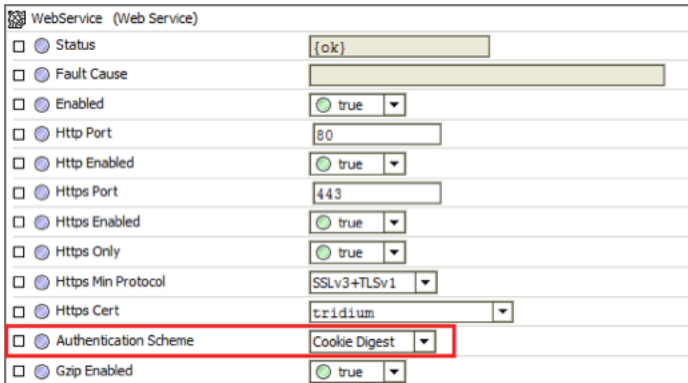 WebService (Web Service)
Status {ok}
Fault Cause
Enabled true
Http Port 80
Http Enabled true
Https Port 443
Https Enabled true
Https Only true
Https Min Protocol SSLv3+TLSv1
Https Cert tridium
Authentication Scheme Cookie Digest
Gzip Enabled true